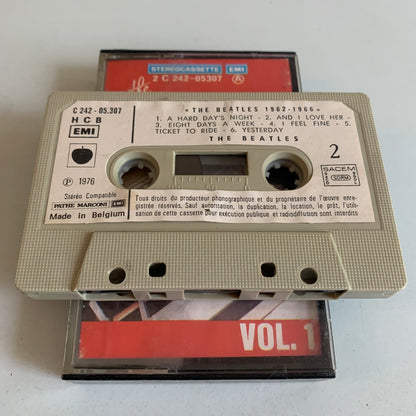 STEREOCASSETTE EMI
2 C 242-05307 A
the
C 242 - 05.307
«THE BEATLES 1962-1966»
H C B
EMI
1. A HARD DAY'S NIGHT - 2. AND I LOVE HER -
3. EIGHT DAYS A WEEK - 4. I FEEL FINE - 5.
TICKET TO RIDE - 6. YESTERDAY
THE BEATLES
2
SACEM
SDRM
℗ 1976
Stéréo Compatible
PATHE MARCONI EMI
Made in Belgium
Tous droits du producteur phonographique et du propriétaire de l'œuvre enre-
gistrée réservés. Sauf autorisation, la duplication, la location, le prêt, l'utili-
sation de cette cassette pour exécution publique et radiodiffusion sont interdits
VOL. 1